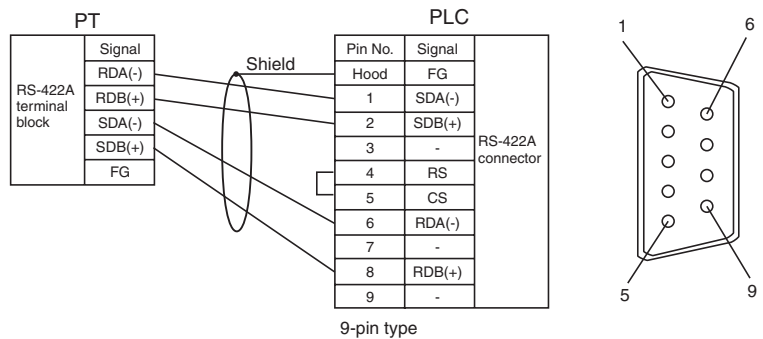 PT
RS-422A
terminal
block
Signal
RDA(-)
RDB(+)
SDA(-)
SDB(+)
FG
Shield
PLC
Pin No. Signal
Hood FG
1 SDA(-)
2 SDB(+)
3 -
4 RS
5 CS
6 RDA(-)
7 -
8 RDB(+)
9 -
RS-422A
connector
9-pin type
1 6
5 9